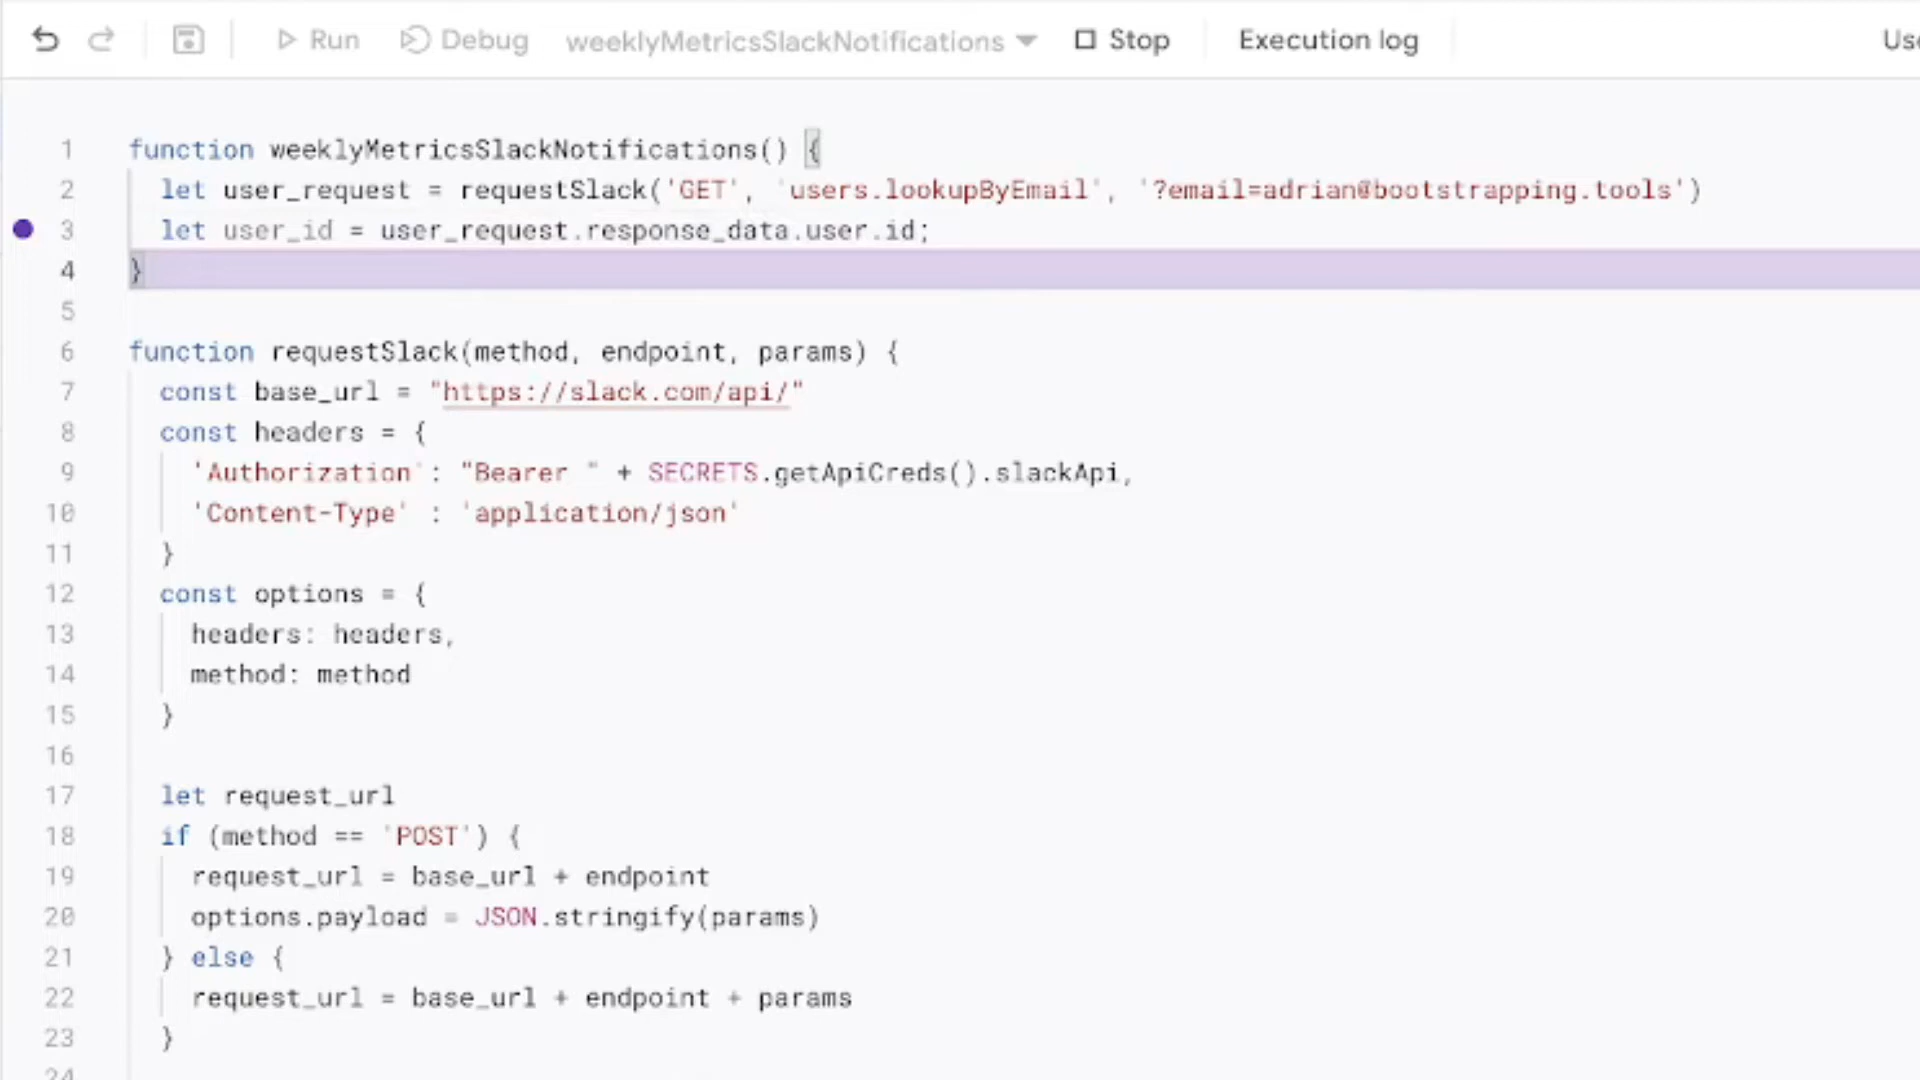 Run Debug weeklyMetricsSlackNotifications Stop Execution log
1 function weeklyMetricsSlackNotifications() {
2 let user_request = requestSlack('GET', 'users.lookupByEmail', '?email=adrian@bootstrapping.tools')
3 let user_id = user_request.response_data.user.id;
4 }
5
6 function requestSlack(method, endpoint, params) {
7 const base_url = "https://slack.com/api/"
8 const headers = {
9 'Authorization': "Bearer " + SECRETS.getApiCreds().slackApi,
10 'Content-Type' : 'application/json'
11 }
12 const options = {
13 headers: headers,
14 method: method
15 }
16
17 let request_url
18 if (method == 'POST') {
19 request_url = base_url + endpoint
20 options.payload = JSON.stringify(params)
21 } else {
22 request_url = base_url + endpoint + params
23 }
24